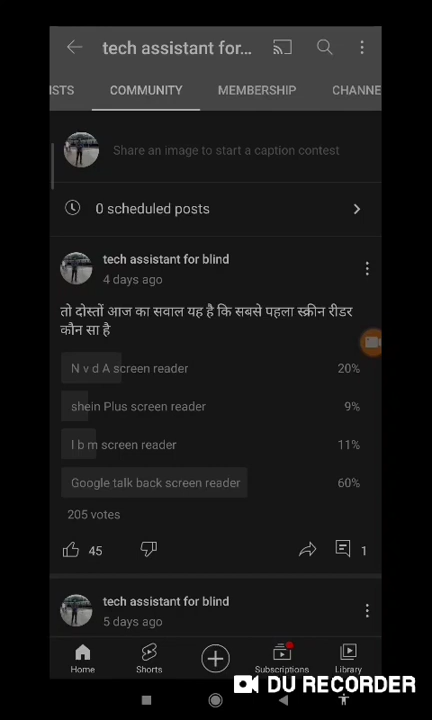 tech assistant for...
ISTS COMMUNITY MEMBERSHIP CHANNE
Share an image to start a caption contest
0 scheduled posts
tech assistant for blind
4 days ago
तो दोस्तों आज का सवाल यह है कि सबसे पहला स्क्रीन रीडर
कौन सा है
N v d A screen reader 20%
shein Plus screen reader 9%
I b m screen reader 11%
Google talk back screen reader 60%
205 votes
45 1
tech assistant for blind
5 days ago
Home Shorts Subscriptions Library
DU RECORDER